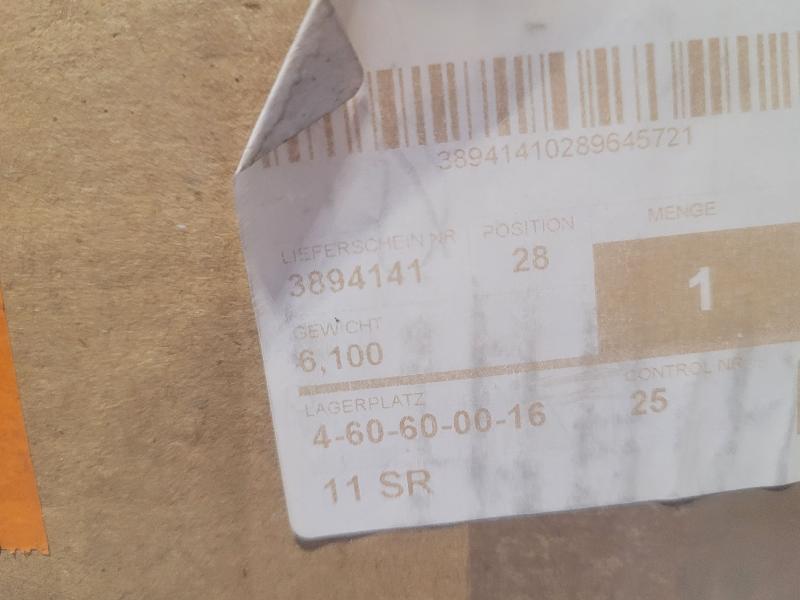 38941410289645721
LIEFERSCHEIN NR POSITION MENGE
3894141 28 1
GEWICHT
6,100
LAGERPLATZ CONTROL NR
4-60-60-00-16 25
11 SR